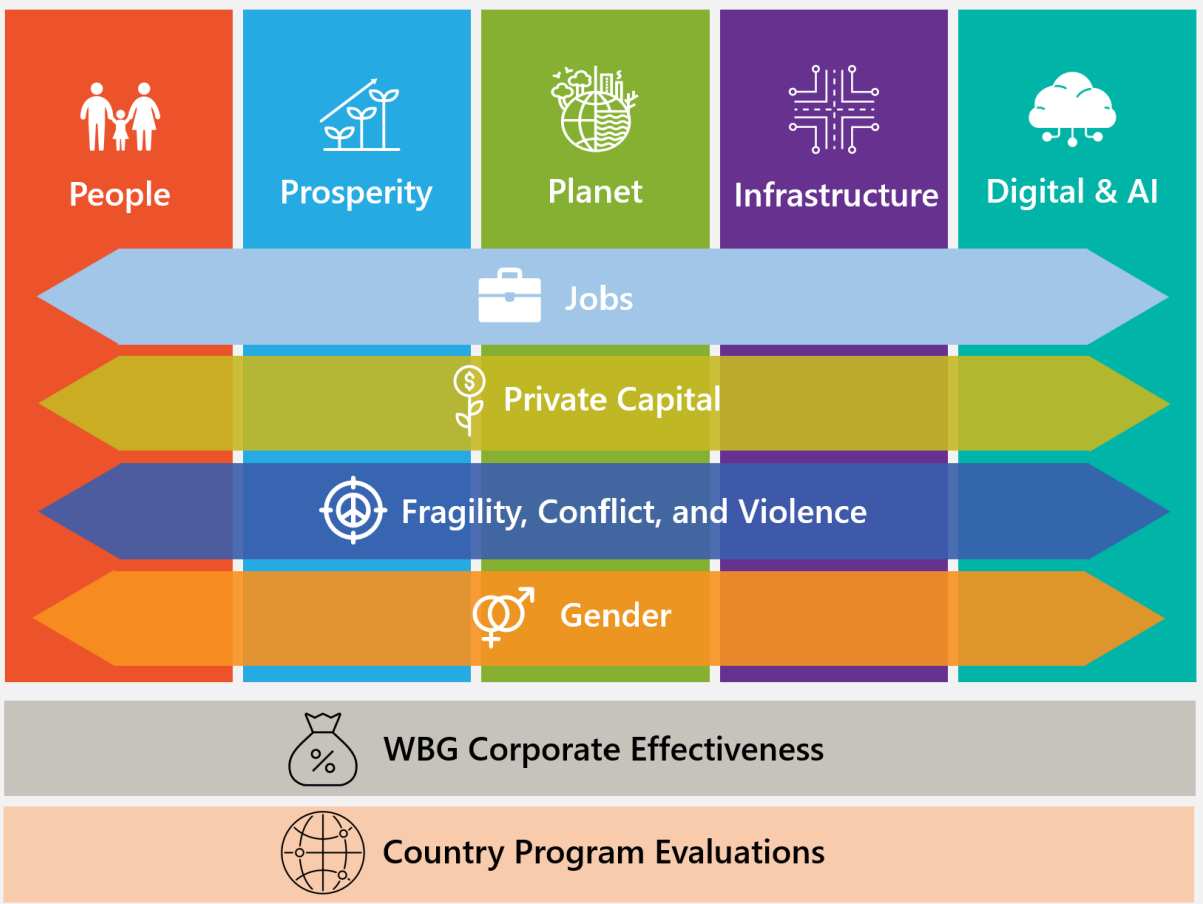 People
Prosperity
Planet
Infrastructure
Digital & AI
$
Jobs
Private Capital
Fragility, Conflict, and Violence
Gender
%
WBG Corporate Effectiveness
Country Program Evaluations